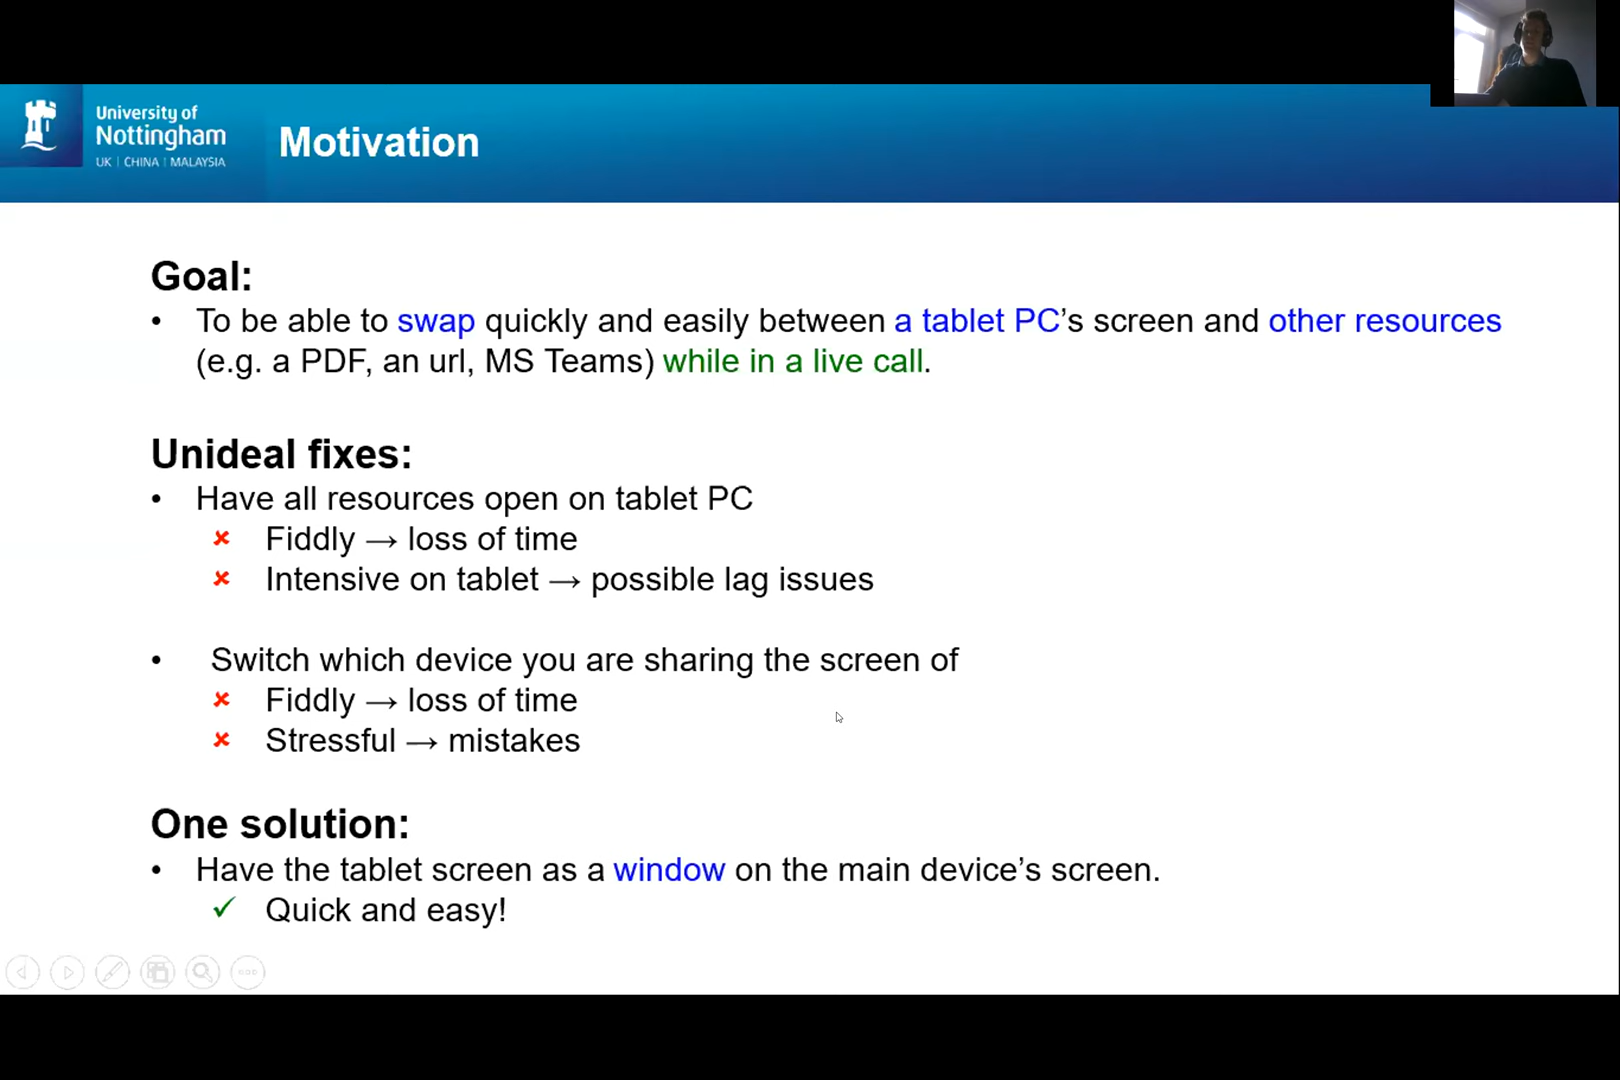 University of
Nottingham
UK | CHINA | MALAYSIA
Motivation
Goal:
• To be able to swap quickly and easily between a tablet PC’s screen and other resources
(e.g. a PDF, an url, MS Teams) while in a live call.
Unideal fixes:
• Have all resources open on tablet PC
✘ Fiddly → loss of time
✘ Intensive on tablet → possible lag issues
• Switch which device you are sharing the screen of
✘ Fiddly → loss of time
✘ Stressful → mistakes
One solution:
• Have the tablet screen as a window on the main device’s screen.
✓ Quick and easy!